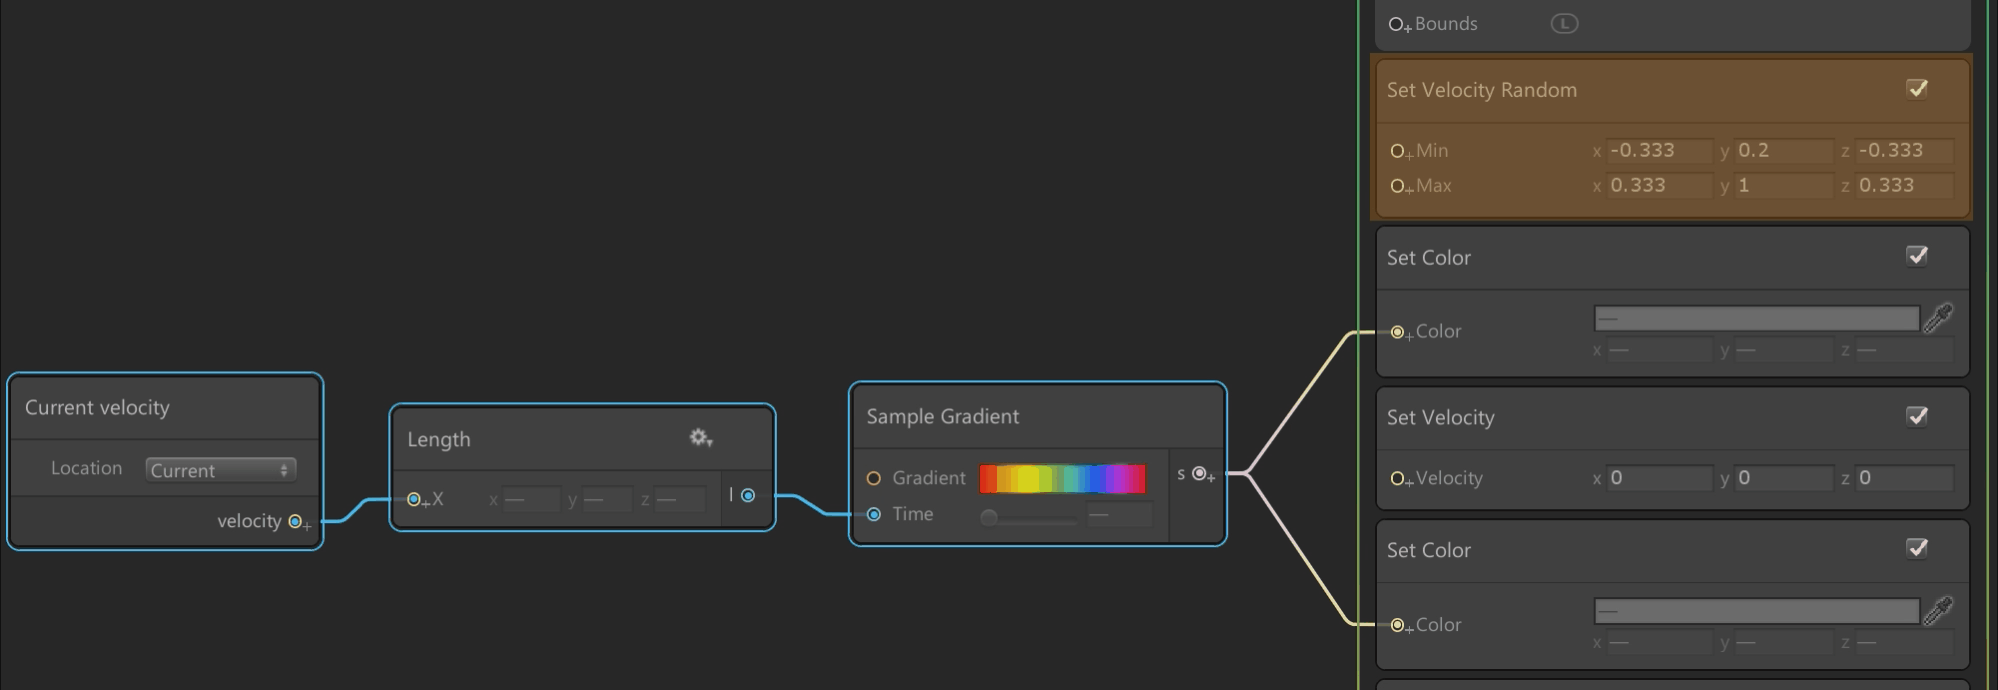 Bounds L
Set Velocity Random
Min x -0.333 y 0.2 z -0.333
Max x 0.333 y 1 z 0.333
Set Color
Color
x — y — z —
Set Velocity
Velocity x 0 y 0 z 0
Set Color
Color
x — y — z —
Current velocity
Location Current
velocity
Length
X x — y — z — l
Sample Gradient
Gradient s
Time —